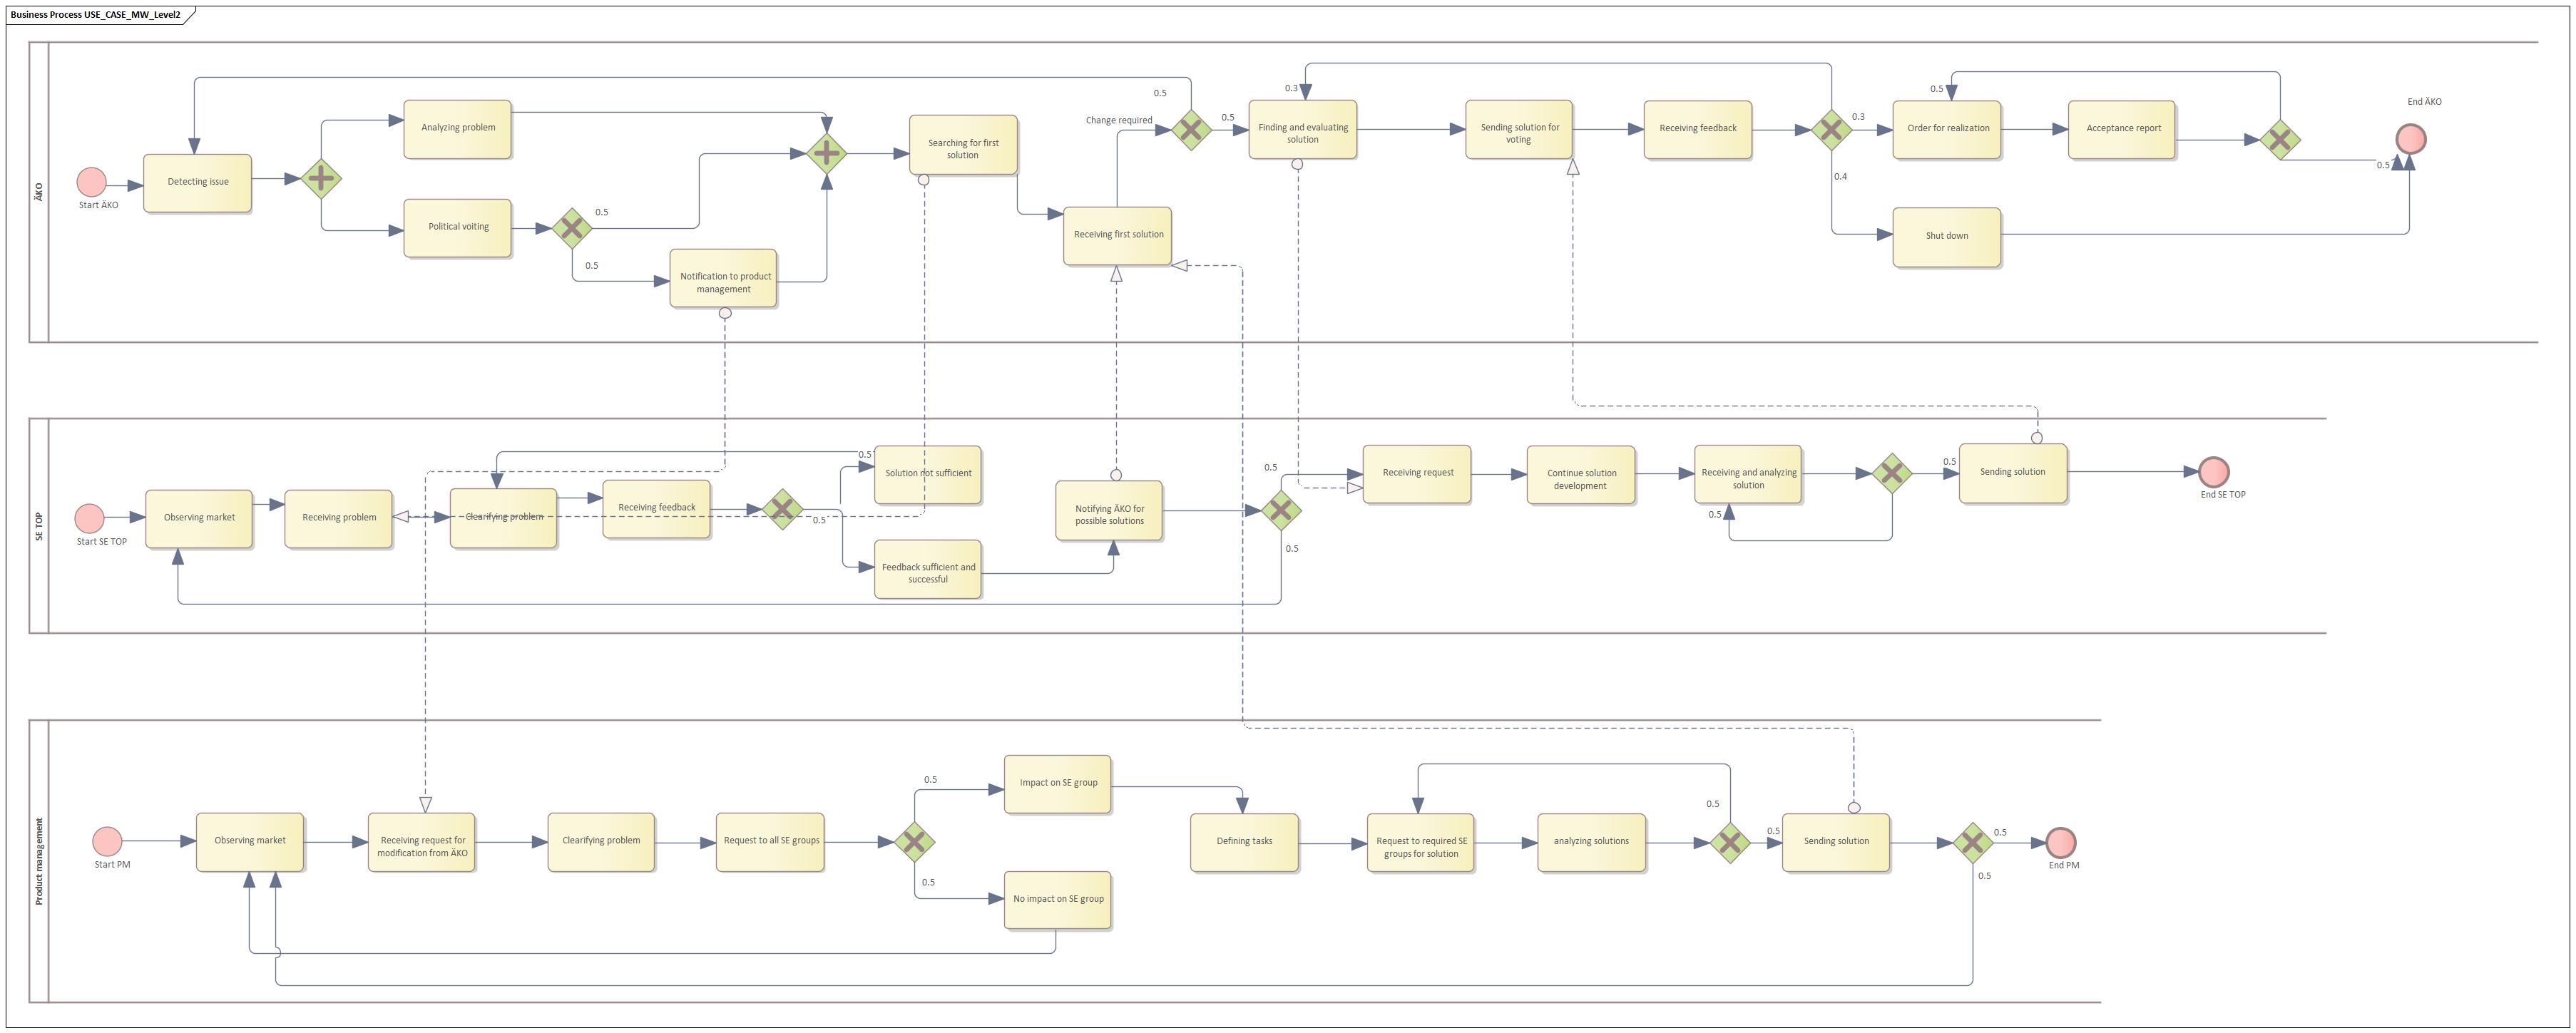 Business Process USE_CASE_MW_Level2
ÄKO
Start ÄKO
Detecting issue
Analyzing problem
Political voiting
0.5
0.5
Notification to product
management
Searching for first
solution
Receiving first solution
Change required
0.5
0.5
0.3
Finding and evaluating
solution
Sending solution for
voting
Receiving feedback
0.3
0.4
Order for realization
0.5
Acceptance report
Shut down
0.5
End ÄKO
SE TOP
Start SE TOP
Observing market
Receiving problem
Clearifying problem
Receiving feedback
0.5
0.5
Solution not sufficient
Feedback sufficient and
successful
Notifying ÄKO for
possible solutions
0.5
0.5
Receiving request
Continue solution
development
Receiving and analyzing
solution
0.5
0.5
Sending solution
End SE TOP
Product management
Start PM
Observing market
Receiving request for
modification from ÄKO
Clearifying problem
Request to all SE groups
0.5
0.5
Impact on SE group
No impact on SE group
Defining tasks
Request to required SE
groups for solution
analyzing solutions
0.5
0.5
Sending solution
0.5
0.5
End PM